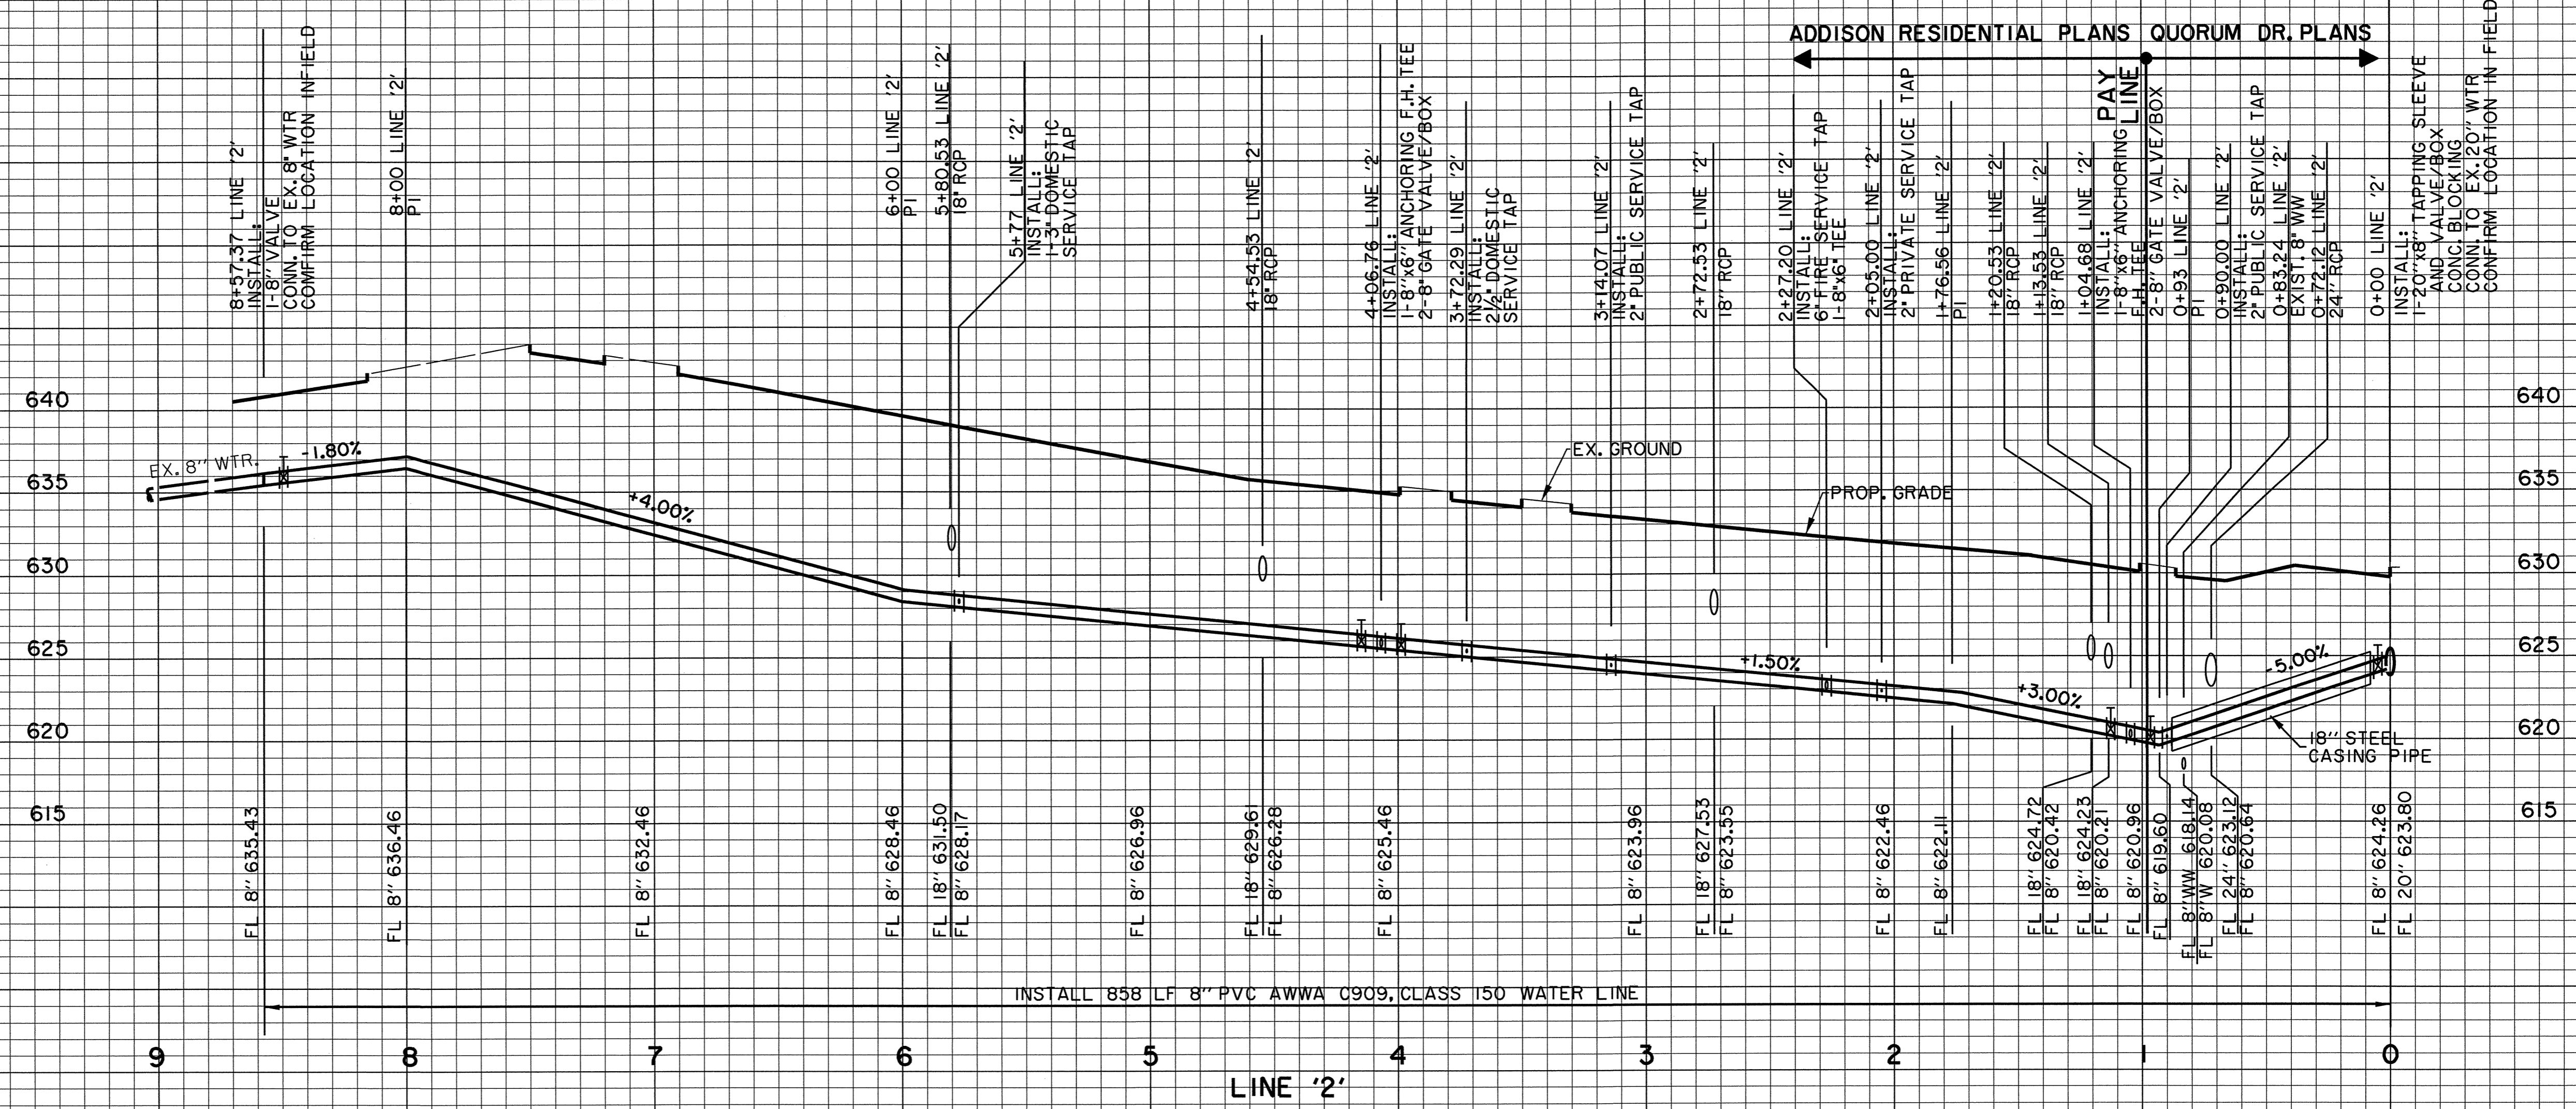 ADDISON RESIDENTIAL PLANS
QUORUM DR. PLANS
PAY
LINE
8+57.37 LINE '2'
INSTALL:
1-8" VALVE
CONN. TO EX. 8" WTR
COMFIRM LOCATION INFIELD
8+00 LINE '2'
PI
6+00 LINE '2'
PI
5+80.53 LINE '2'
18" RCP
5+77 LINE '2'
INSTALL:
1-3" DOMESTIC
SERVICE TAP
4+54.53 LINE '2'
18" RCP
4+06.76 LINE '2'
INSTALL:
1-8"x6" ANCHORING F.H. TEE
2-8" GATE VALVE/BOX
3+72.29 LINE '2'
INSTALL:
2½" DOMESTIC
SERVICE TAP
3+14.07 LINE '2'
INSTALL:
2" PUBLIC SERVICE TAP
2+72.53 LINE '2'
18" RCP
2+27.20 LINE '2'
INSTALL:
6" FIRE SERVICE TAP
1-8"x6" TEE
2+05.00 LINE '2'
INSTALL:
2" PRIVATE SERVICE TAP
1+76.56 LINE '2'
PI
1+20.53 LINE '2'
18" RCP
1+13.53 LINE '2'
18" RCP
1+04.68 LINE '2'
INSTALL:
1-8"x6" ANCHORING
F.H. TEE
2-8" GATE VALVE/BOX
0+93 LINE '2'
PI
0+90.00 LINE '2'
INSTALL:
2" PUBLIC SERVICE TAP
0+83.24 LINE '2'
EXIST. 8" WW
0+72.12 LINE '2'
24" RCP
0+00 LINE '2'
INSTALL:
1-20"x8" TAPPING SLEEVE
AND VALVE/BOX
CONC. BLOCKING
CONN. TO EX. 20" WTR
CONFIRM LOCATION IN FIELD
640
635
630
625
620
615
640
635
630
625
620
615
EX. 8" WTR.
-1.80%
+4.00%
EX. GROUND
PROP. GRADE
+1.50%
+3.00%
-5.00%
18" STEEL
CASING PIPE
FL 8" 635.43
FL 8" 636.46
FL 8" 632.46
FL 8" 628.46
FL 18" 631.50
FL 8" 628.17
FL 8" 626.96
FL 18" 629.61
FL 8" 626.28
FL 8" 625.46
FL 8" 623.96
FL 18" 627.53
FL 8" 623.55
FL 8" 622.46
FL 8" 622.11
FL 18" 624.72
FL 8" 620.42
FL 18" 624.23
FL 8" 620.21
FL 8" 620.96
FL 8" 619.60
FL 8"WW 618.14
FL 8"W 620.08
FL 24" 623.12
FL 8" 620.64
FL 8" 624.26
FL 20" 623.80
INSTALL 858 LF 8" PVC AWWA C909, CLASS 150 WATER LINE
9 8 7 6 5 4 3 2 1 0
LINE '2'